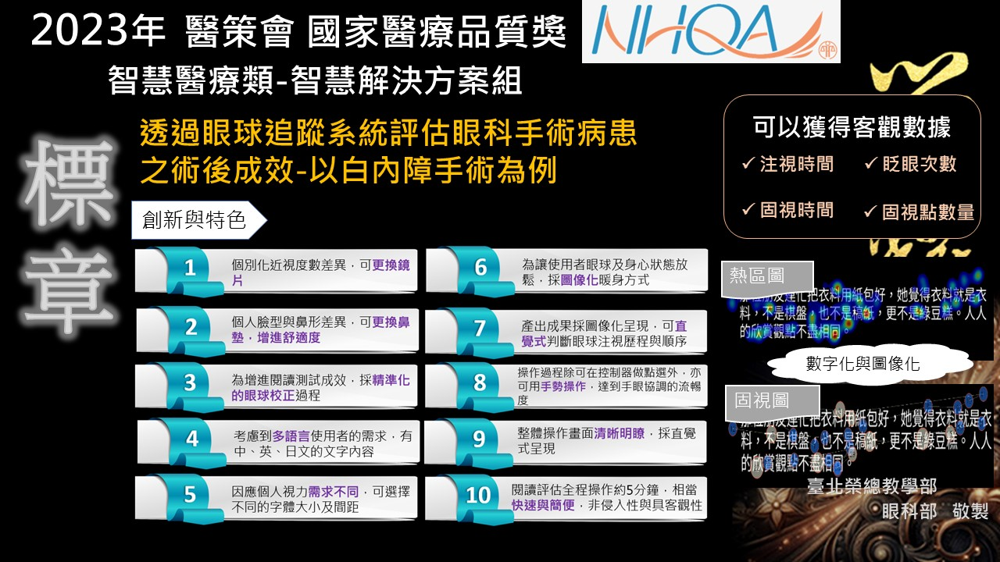 2023年 醫策會 國家醫療品質獎
NHQA
智慧醫療類-智慧解決方案組
標
章
透過眼球追蹤系統評估眼科手術病患
之術後成效-以白內障手術為例
創新與特色
1
個別化近視度數差異，可更換鏡
片
2
個人臉型與鼻形差異，可更換鼻
墊，增進舒適度
3
為增進閱讀測試成效，採精準化
的眼球校正過程
4
考慮到多語言使用者的需求，有
中、英、日文的文字內容
5
因應個人視力需求不同，可選擇
不同的字體大小及間距
6
為讓使用者眼球及身心狀態放
鬆，採圖像化暖身方式
7
產出成果採圖像化呈現，可直
覺式判斷眼球注視歷程與順序
8
操作過程除可在控制器做點選外，亦
可用手勢操作，達到手眼協調的流暢
度
9
整體操作畫面清晰明瞭，採直覺
式呈現
10
閱讀評估全程操作約5分鐘，相當
快速與簡便，非侵入性與具客觀性
可以獲得客觀數據
✓ 注視時間
✓ 眨眼次數
✓ 固視時間
✓ 固視點數量
熱區圖
把衣料用紙包好，她覺得衣料就是衣
料，不是棋盤，也不是稿紙，更不是綠豆糕。人人
的欣賞觀點不盡相同。
數字化與圖像化
固視圖
把衣料用紙包好，她覺得衣料就是衣
料，不是棋盤，也不是稿紙，更不是綠豆糕。人人
的欣賞觀點不盡相同。
臺北榮總教學部
眼科部 敬製